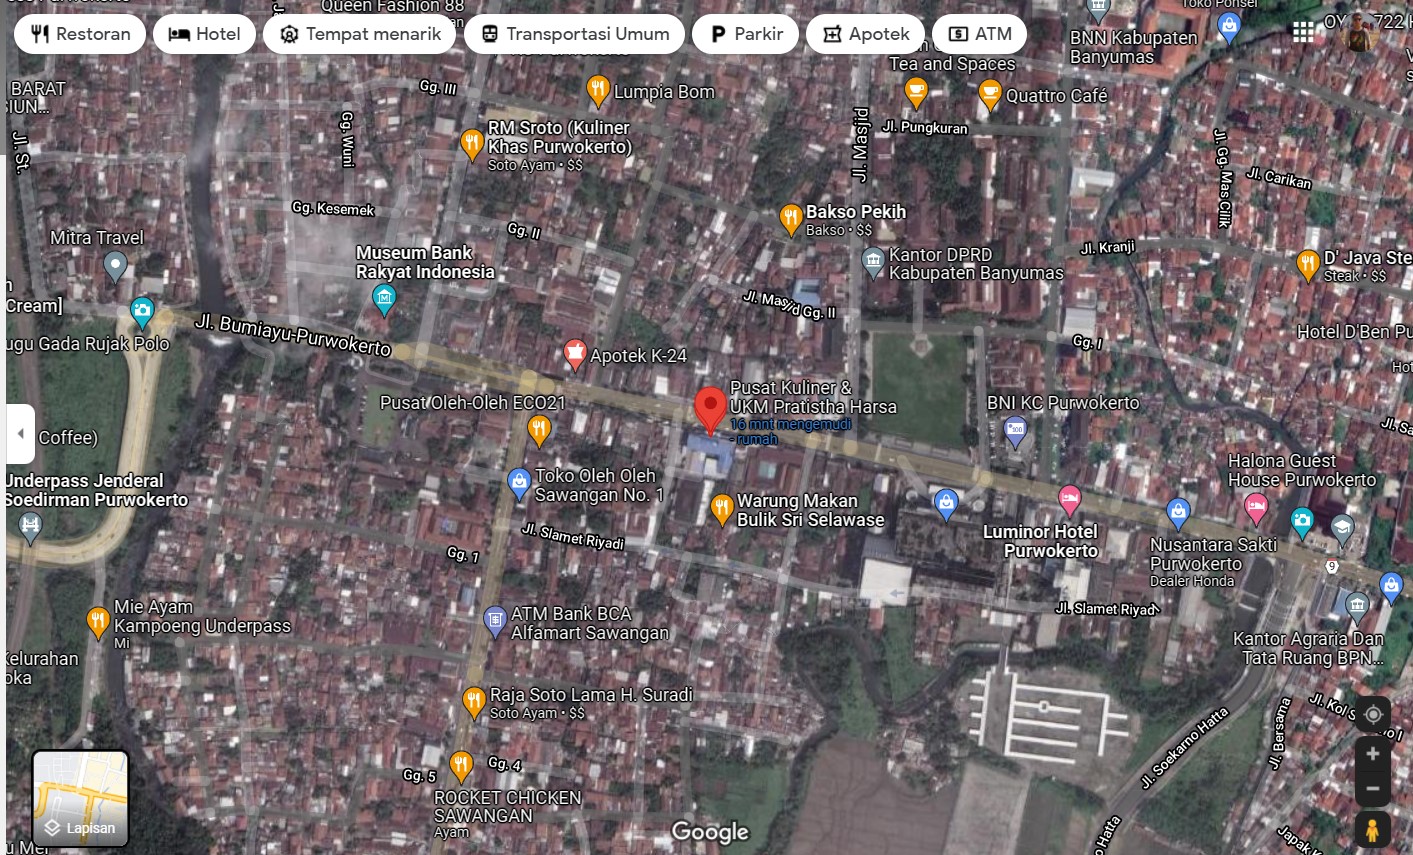 Queen Fashion 88
Restoran
Hotel
Tempat menarik
Transportasi Umum
Parkir
Apotek
ATM
Toko Ponsel
BNN Kabupaten
Banyumas
BARAT
Gg. III
Lumpia Bom
Tea and Spaces
Quattro Café
Jl. Pungkuran
Jl. Masjid
Jl. St.
Gg. Wuni
RM Sroto (Kuliner
Khas Purwokerto)
Soto Ayam • $$
Jl. Gg. Mas Cilik
Jl. Carikan
Gg. Kesemek
Gg. II
Bakso Pekih
Bakso • $$
Mitra Travel
Museum Bank
Rakyat Indonesia
Kantor DPRD
Kabupaten Banyumas
Jl. Kranji
D' Java Ste
Steak • $$
Cream]
Jl. Masjid Gg. II
Jl. Bumiayu-Purwokerto
ugu Gada Rujak Polo
Hotel D'Ben Pu
Gg. I
Apotek K-24
Hot
Pusat Oleh-Oleh ECO21
Pusat Kuliner &
UKM Pratistha Harsa
16 mnt mengemudi
- rumah
BNI KC Purwokerto
Jl. Sa
Coffee)
Underpass Jenderal
Soedirman Purwokerto
Toko Oleh Oleh
Sawangan No. 1
Warung Makan
Bulik Sri Selawase
Halona Guest
House Purwokerto
Luminor Hotel
Purwokerto
Jl. Slamet Riyadi
Nusantara Sakti
Purwokerto
Dealer Honda
Gg. 1
9
Mie Ayam
Kampoeng Underpass
Mi
ATM Bank BCA
Alfamart Sawangan
Jl. Slamet Riyadi
Kantor Agraria Dan
Tata Ruang BPN...
Kelurahan
oka
Raja Soto Lama H. Suradi
Soto Ayam • $$
Jl. Soekarno Hatta
Jl. Bersama
Jl. Kol S
Gg. 5
Gg. 4
ROCKET CHICKEN
SAWANGAN
Ayam
Lapisan
Google
o Hatta
Japak K
u Mer